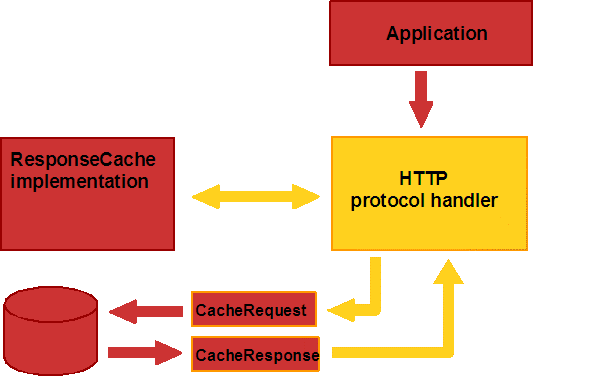 Application
ResponseCache
implementation
HTTP
protocol handler
CacheRequest
CacheResponse